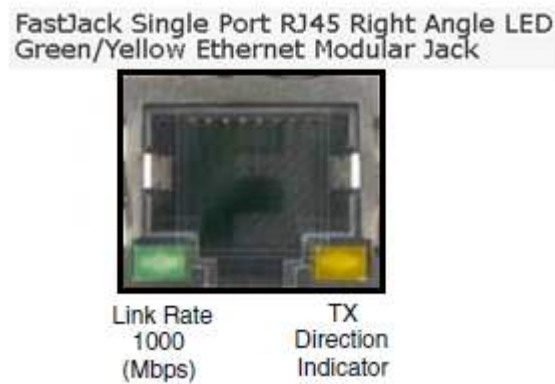 FastJack Single Port RJ45 Right Angle LED
Green/Yellow Ethernet Modular Jack
Link Rate
1000
(Mbps)
TX
Direction
Indicator